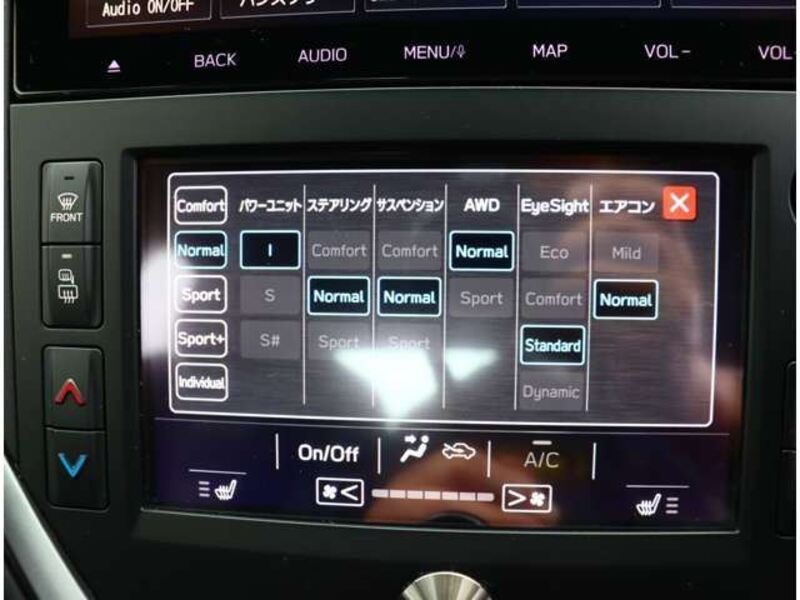 Audio ON/OFF
BACK AUDIO MENU/ MAP VOL− VOL
FRONT
Comfort パワーユニット ステアリング サスペンション AWD EyeSight エアコン ×
Normal I Comfort Comfort Normal Eco Mild
Sport S Normal Normal Sport Comfort Normal
Sport+ S# Sport Sport Standard
Individual Dynamic
On/Off A/C
< >